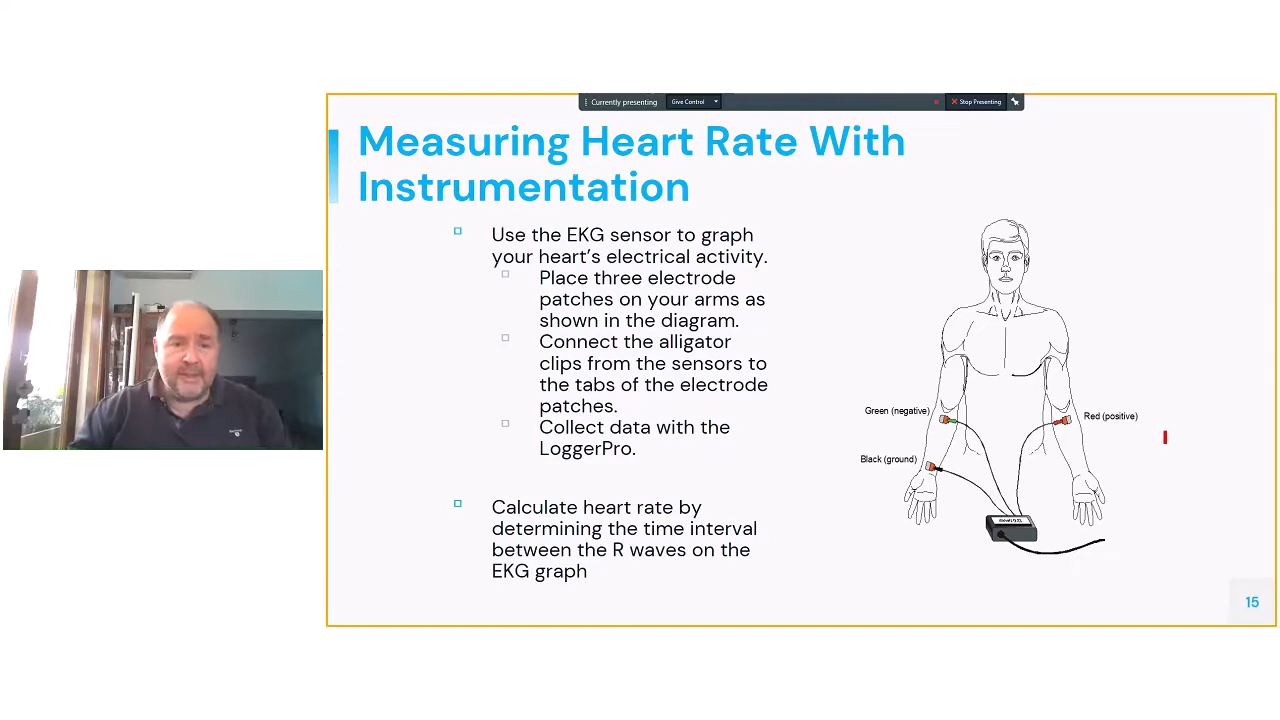 Currently presenting
Give Control
Stop Presenting
Measuring Heart Rate With
Instrumentation
Use the EKG sensor to graph
your heart’s electrical activity.
Place three electrode
patches on your arms as
shown in the diagram.
Connect the alligator
clips from the sensors to
the tabs of the electrode
patches.
Collect data with the
LoggerPro.
Calculate heart rate by
determining the time interval
between the R waves on the
EKG graph
Green (negative)
Red (positive)
Black (ground)
15